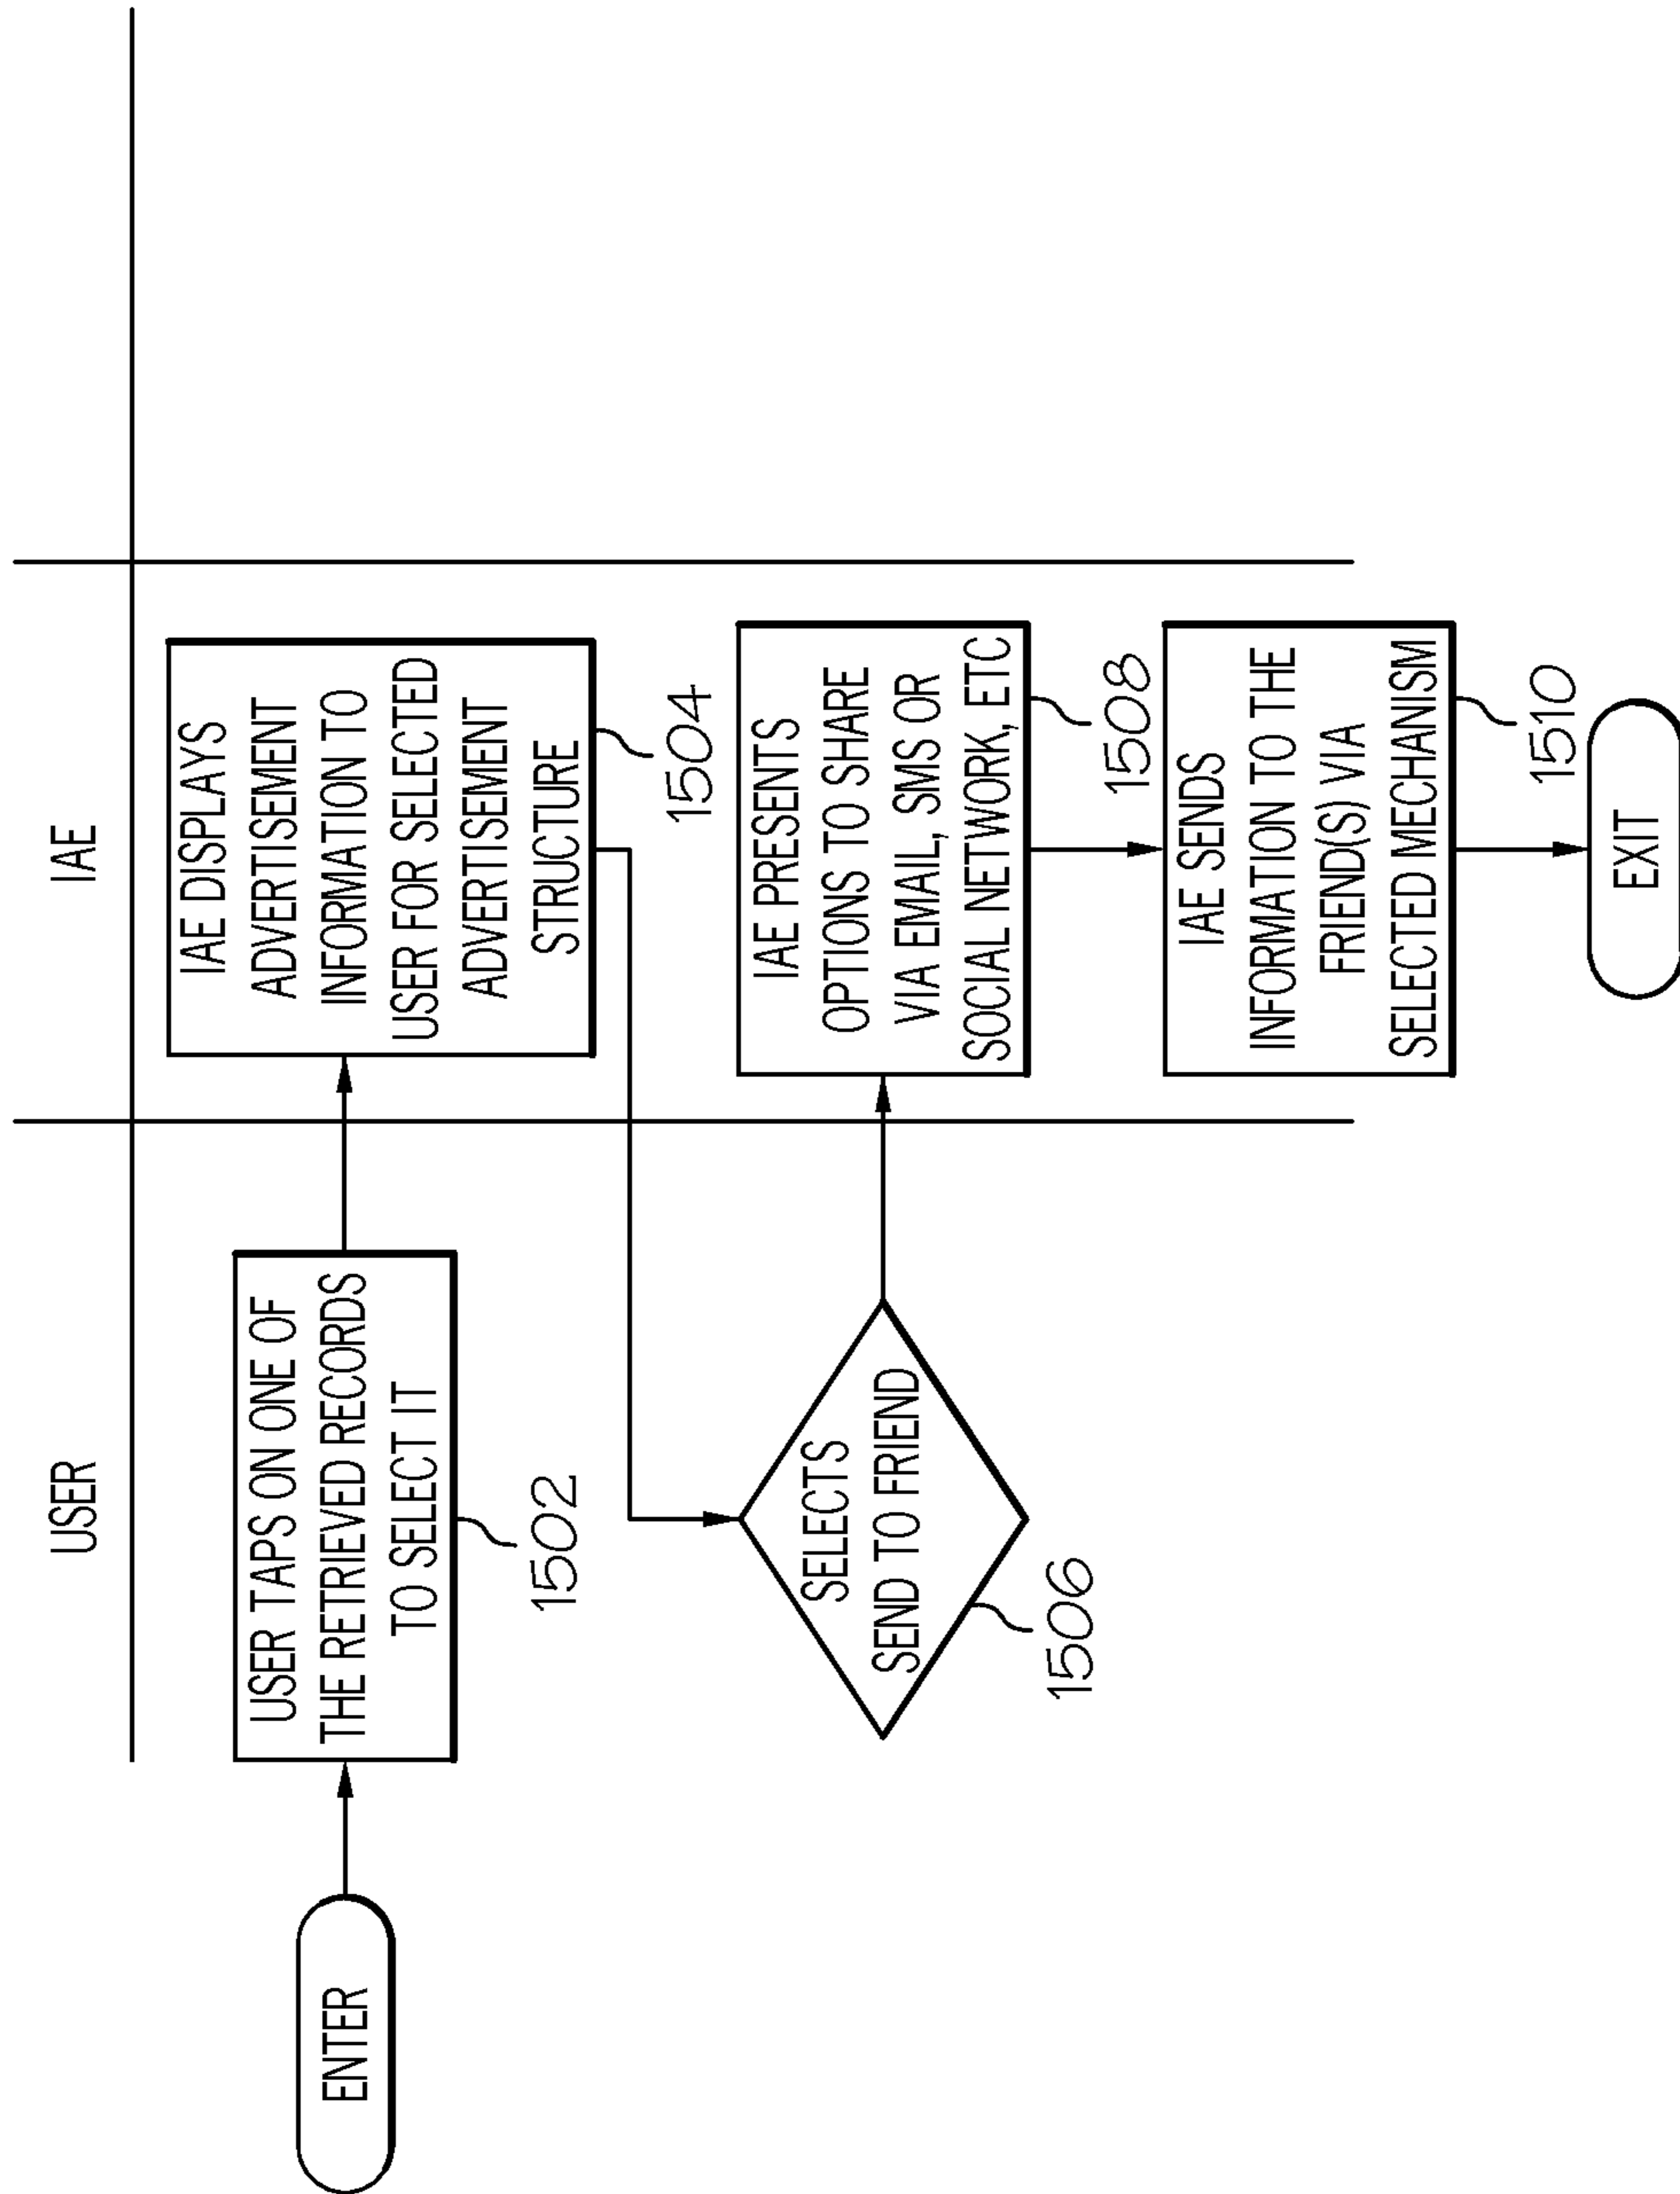 USER
IAE
ENTER
USER TAPS ON ONE OF
THE RETRIEVED RECORDS
TO SELECT IT
1502
IAE DISPLAYS
ADVERTISEMENT
INFORMATION TO
USER FOR SELECTED
ADVERTISMENT
STRUCTURE
1504
SELECTS
SEND TO FRIEND
1506
IAE PRESENTS
OPTIONS TO SHARE
VIA EMAIL, SMS OR
SOCIAL NETWORK, ETC
1508
IAE SENDS
INFORMATION TO THE
FRIEND(S) VIA
SELECTED MECHANISM
1510
EXIT